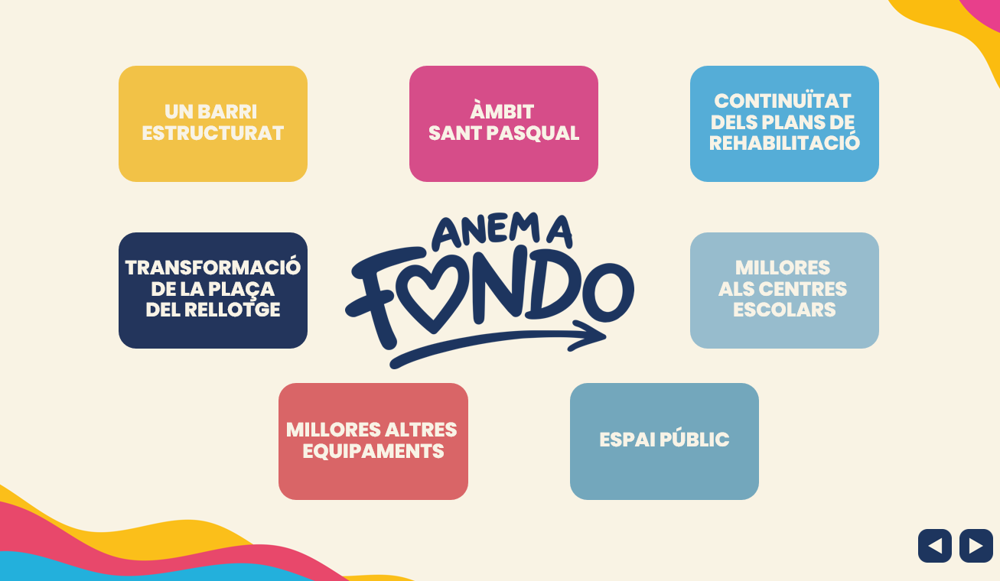 UN BARRI
ESTRUCTURAT
ÀMBIT
SANT PASQUAL
CONTINUÏTAT
DELS PLANS DE
REHABILITACIÓ
TRANSFORMACIÓ
DE LA PLAÇA
DEL RELLOTGE
ANEM A
FONDO
MILLORES
ALS CENTRES
ESCOLARS
MILLORES ALTRES
EQUIPAMENTS
ESPAI PÚBLIC